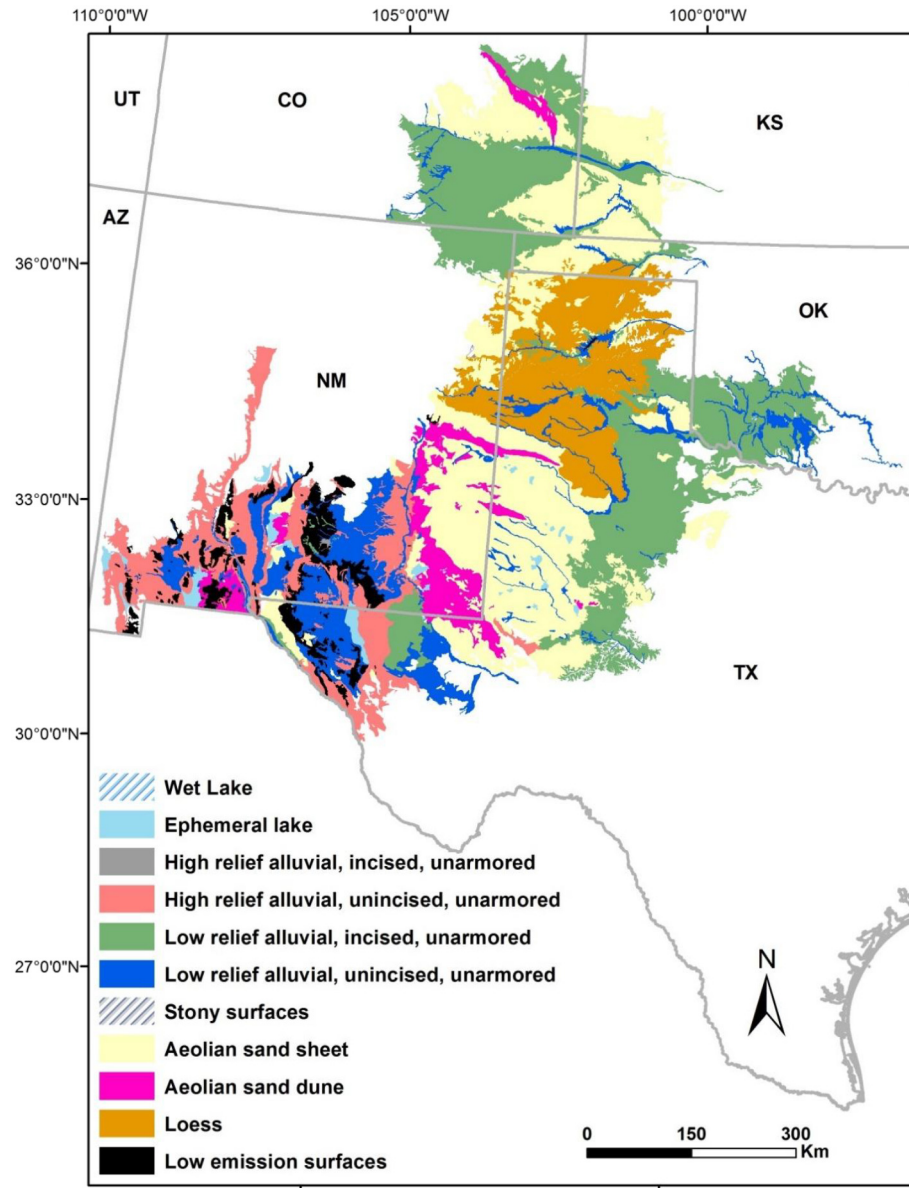 110°0'0"W 105°0'0"W 100°0'0"W
UT
CO
KS
AZ
36°0'0"N
OK
NM
33°0'0"N
TX
30°0'0"N
Wet Lake
Ephemeral lake
High relief alluvial, incised, unarmored
High relief alluvial, unincised, unarmored
Low relief alluvial, incised, unarmored
27°0'0"N
Low relief alluvial, unincised, unarmored
N
Stony surfaces
Aeolian sand sheet
Aeolian sand dune
Loess
0 150 300
Km
Low emission surfaces